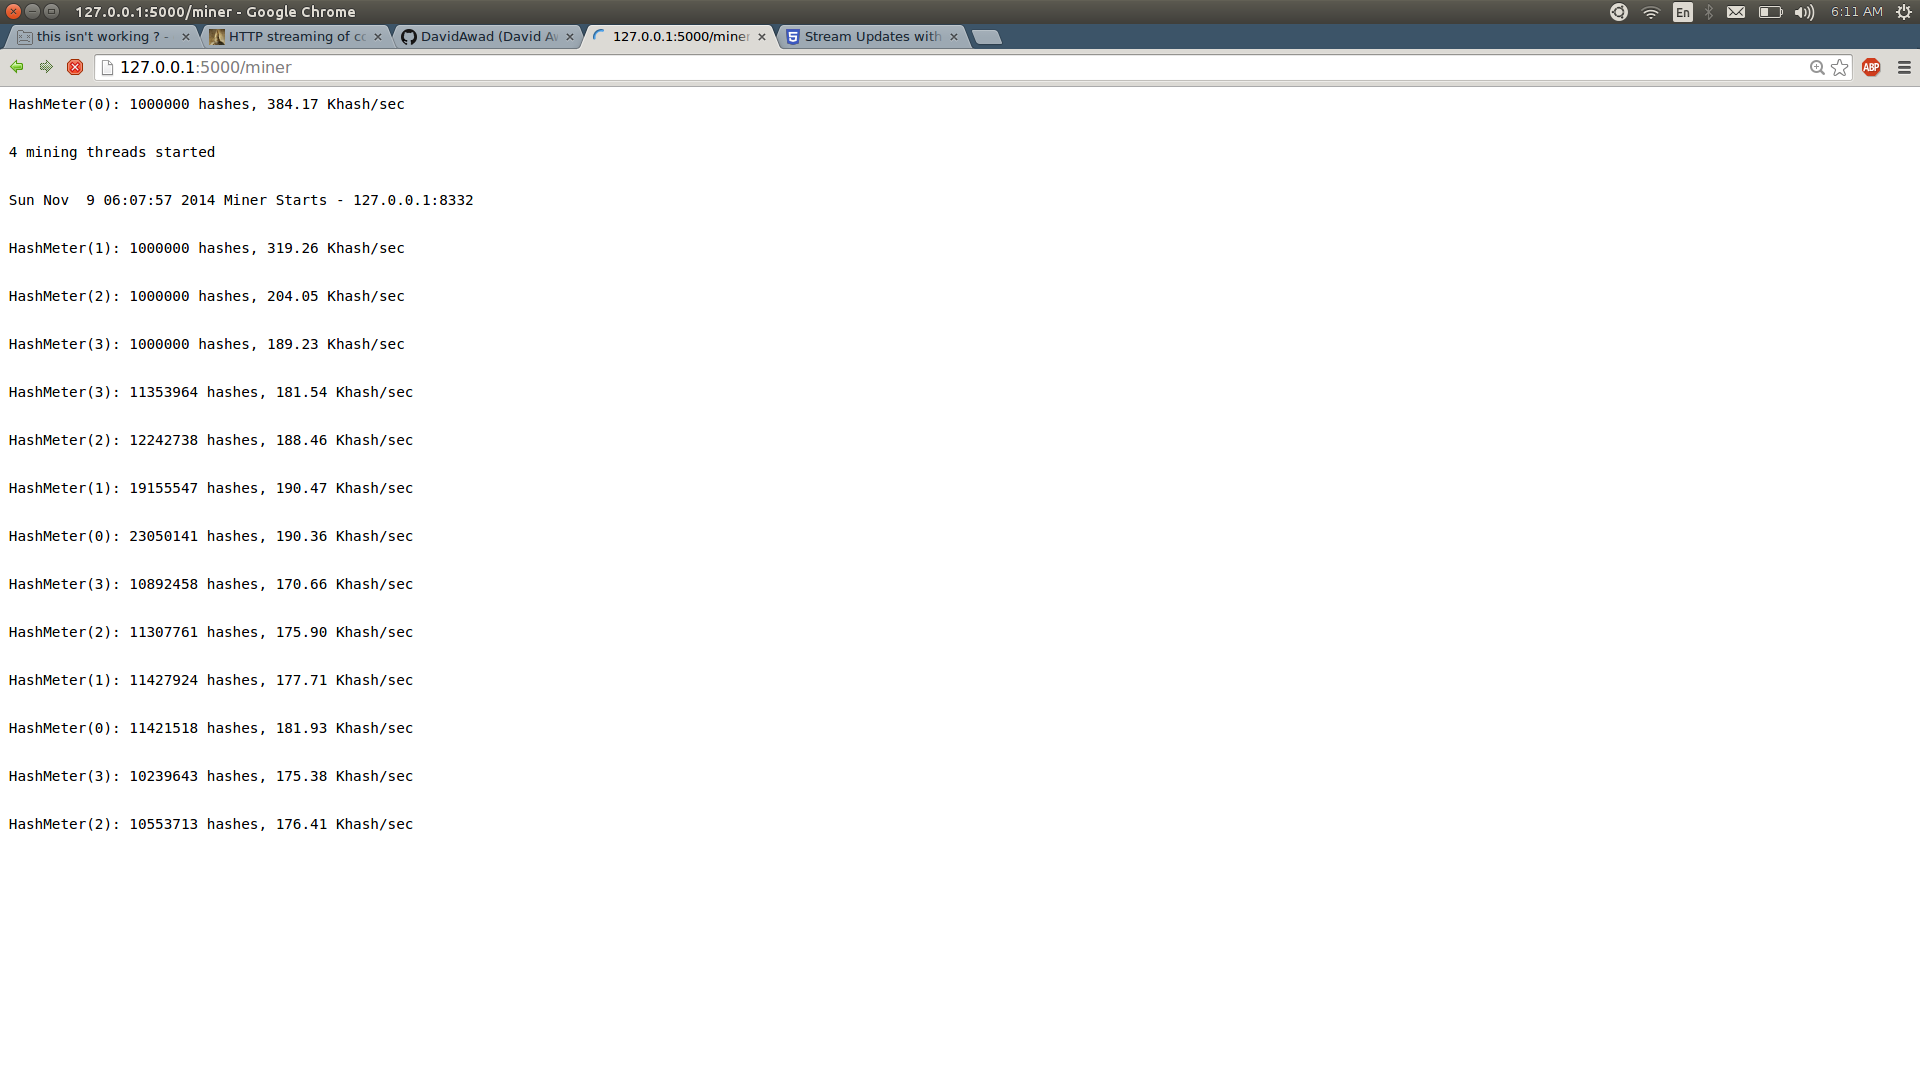 127.0.0.1:5000/miner - Google Chrome
En
6:11 AM
this isn't working ? -
HTTP streaming of co
DavidAwad (David Aw
127.0.0.1:5000/miner
Stream Updates with
127.0.0.1:5000/miner
ABP
HashMeter(0): 1000000 hashes, 384.17 Khash/sec
4 mining threads started
Sun Nov  9 06:07:57 2014 Miner Starts - 127.0.0.1:8332
HashMeter(1): 1000000 hashes, 319.26 Khash/sec
HashMeter(2): 1000000 hashes, 204.05 Khash/sec
HashMeter(3): 1000000 hashes, 189.23 Khash/sec
HashMeter(3): 11353964 hashes, 181.54 Khash/sec
HashMeter(2): 12242738 hashes, 188.46 Khash/sec
HashMeter(1): 19155547 hashes, 190.47 Khash/sec
HashMeter(0): 23050141 hashes, 190.36 Khash/sec
HashMeter(3): 10892458 hashes, 170.66 Khash/sec
HashMeter(2): 11307761 hashes, 175.90 Khash/sec
HashMeter(1): 11427924 hashes, 177.71 Khash/sec
HashMeter(0): 11421518 hashes, 181.93 Khash/sec
HashMeter(3): 10239643 hashes, 175.38 Khash/sec
HashMeter(2): 10553713 hashes, 176.41 Khash/sec